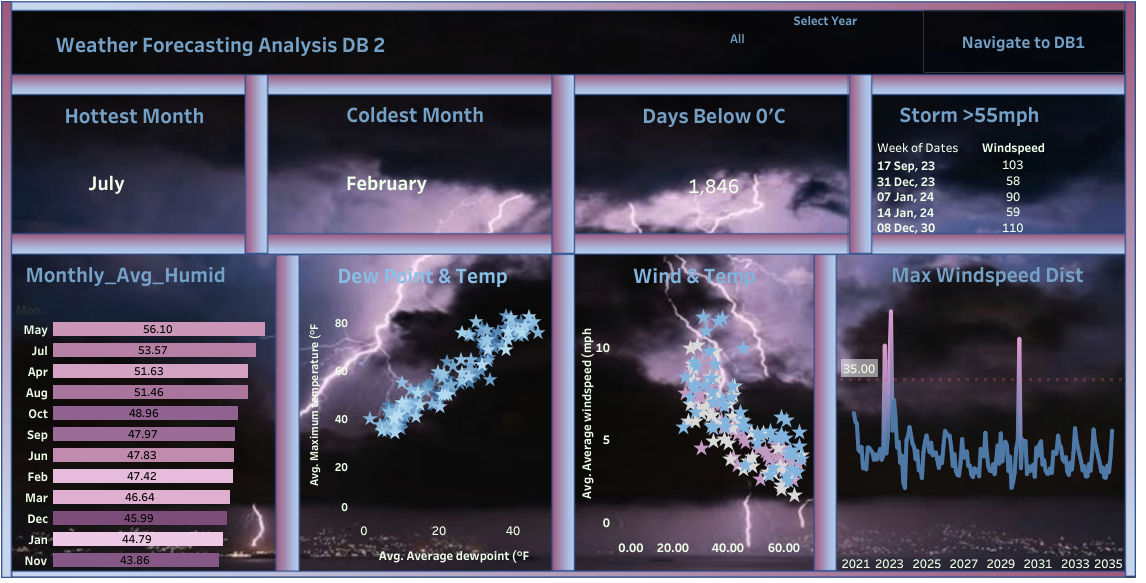 Select Year
Weather Forecasting Analysis DB 2
All
Navigate to DB1
Hottest Month
July
Coldest Month
February
Days Below 0'C
1,846
Storm >55mph
Week of Dates Windspeed
17 Sep, 23 103
31 Dec, 23 58
07 Jan, 24 90
14 Jan, 24 59
08 Dec, 30 110
Monthly_Avg_Humid
Mon..
May 56.10
Jul 53.57
Apr 51.63
Aug 51.46
Oct 48.96
Sep 47.97
Jun 47.83
Feb 47.42
Mar 46.64
Dec 45.99
Jan 44.79
Nov 43.86
Dew Point & Temp
Avg. Maximum temperature (°F
80
60
40
20
0
0 20 40
Avg. Average dewpoint (°F
Wind & Temp
Avg. Average windspeed (mph
10
5
0
0.00 20.00 40.00 60.00
Max Windspeed Dist
35.00
2021 2023 2025 2027 2029 2031 2033 2035